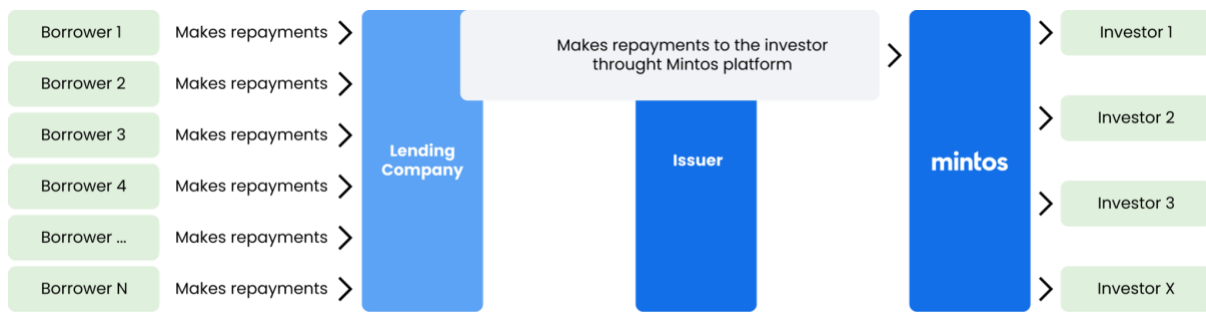 Borrower 1
Makes repayments
Borrower 2
Makes repayments
Borrower 3
Makes repayments
Borrower 4
Makes repayments
Borrower ...
Makes repayments
Borrower N
Makes repayments
Lending
Company
Makes repayments to the investor
throught Mintos platform
Issuer
mintos
Investor 1
Investor 2
Investor 3
Investor X